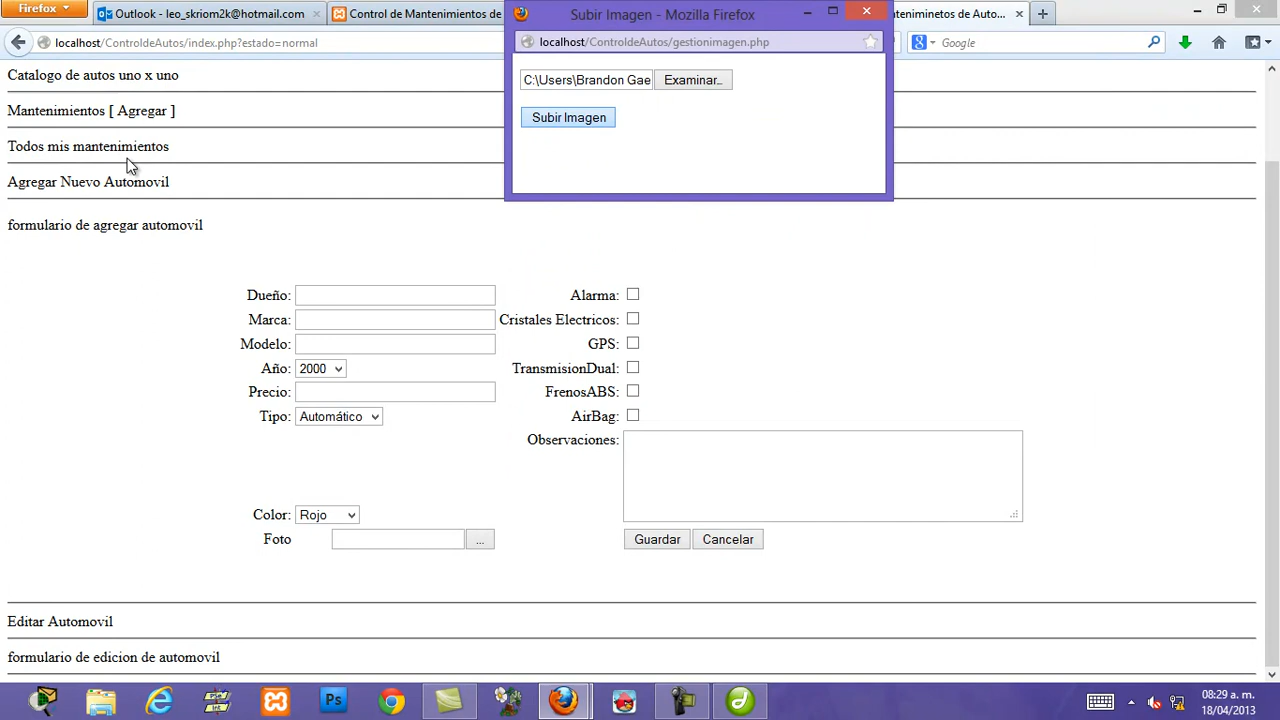 Firefox
Outlook - leo_skriom2k@hotmail.com
Control de Mantenimientos de
Subir Imagen - Mozilla Firefox
tenimientos de Auto...
localhost/ControldeAutos/index.php?estado=normal
localhost/ControldeAutos/gestionimagen.php
Google
Catalogo de autos uno x uno
C:\Users\Brandon Gae
Examinar...
Mantenimientos [ Agregar ]
Subir Imagen
Todos mis mantenimientos
Agregar Nuevo Automovil
formulario de agregar automovil
Dueño:
Alarma:
Marca:
Cristales Electricos:
Modelo:
GPS:
Año: 2000
TransmisionDual:
Precio:
FrenosABS:
Tipo: Automático
AirBag:
Observaciones:
Color: Rojo
Foto ...
Guardar Cancelar
Editar Automovil
formulario de edicion de automovil
Ps
08:29 a. m.
18/04/2013